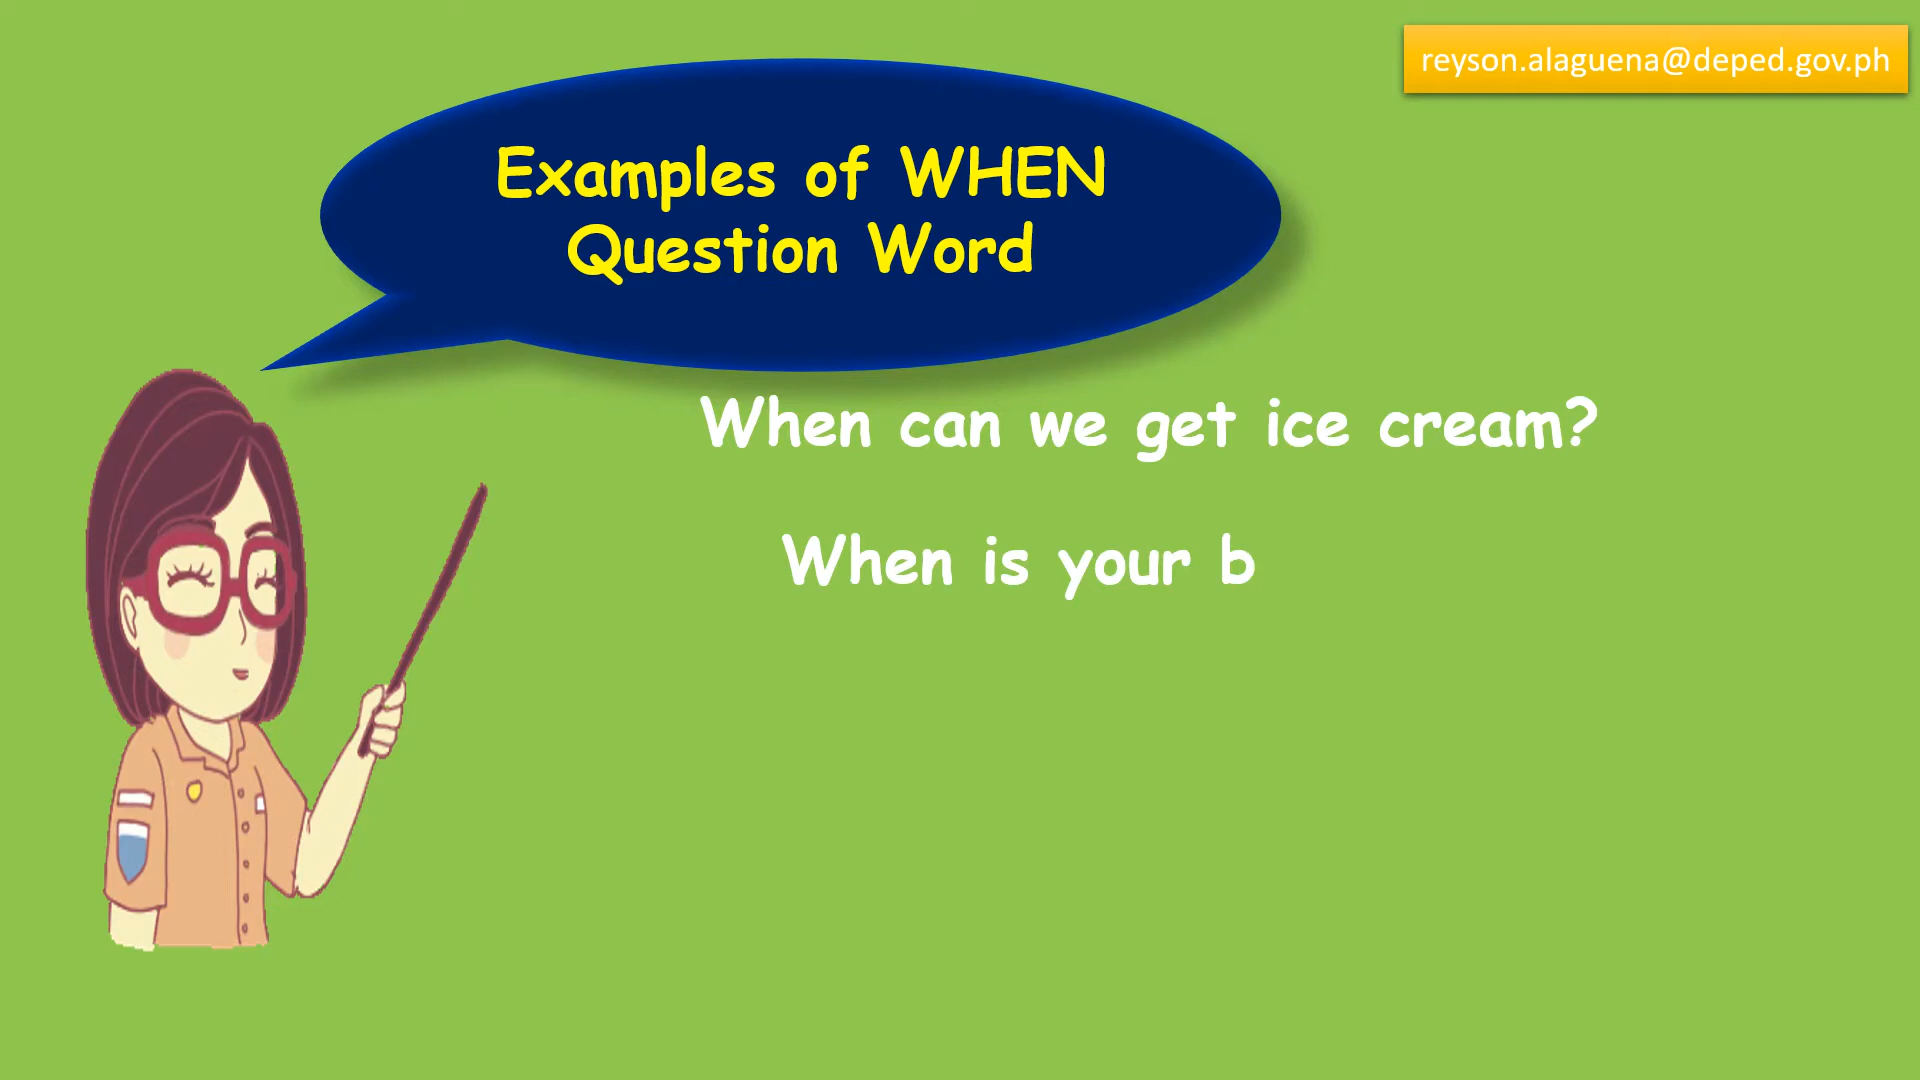 reyson.alaguena@deped.gov.ph
Examples of WHEN
Question Word
When can we get ice cream?
When is your b